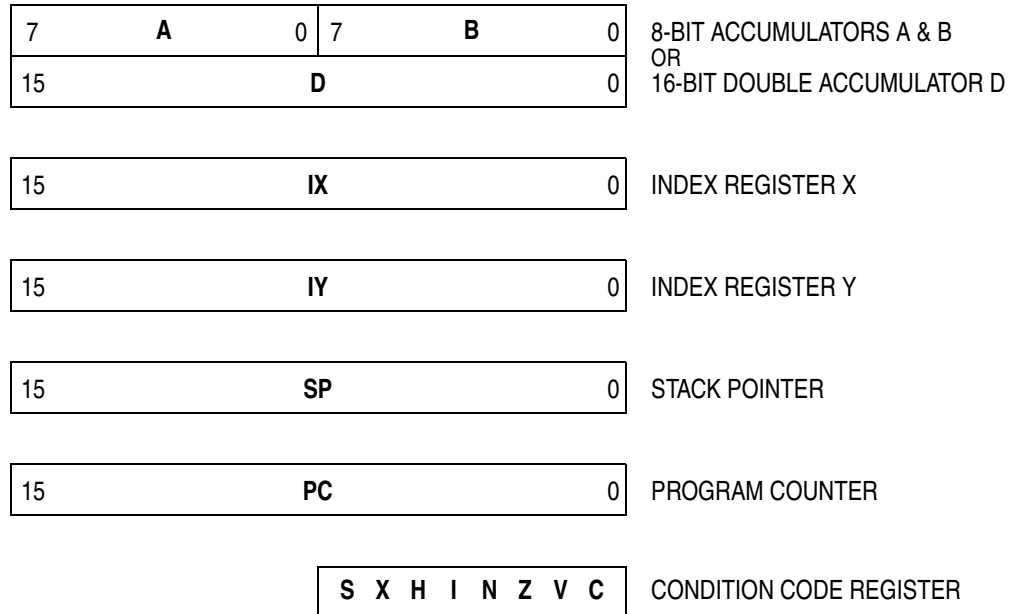 7 A 0 7 B 0 8-BIT ACCUMULATORS A & B
OR
15 D 0 16-BIT DOUBLE ACCUMULATOR D
15 IX 0 INDEX REGISTER X
15 IY 0 INDEX REGISTER Y
15 SP 0 STACK POINTER
15 PC 0 PROGRAM COUNTER
S X H I N Z V C CONDITION CODE REGISTER